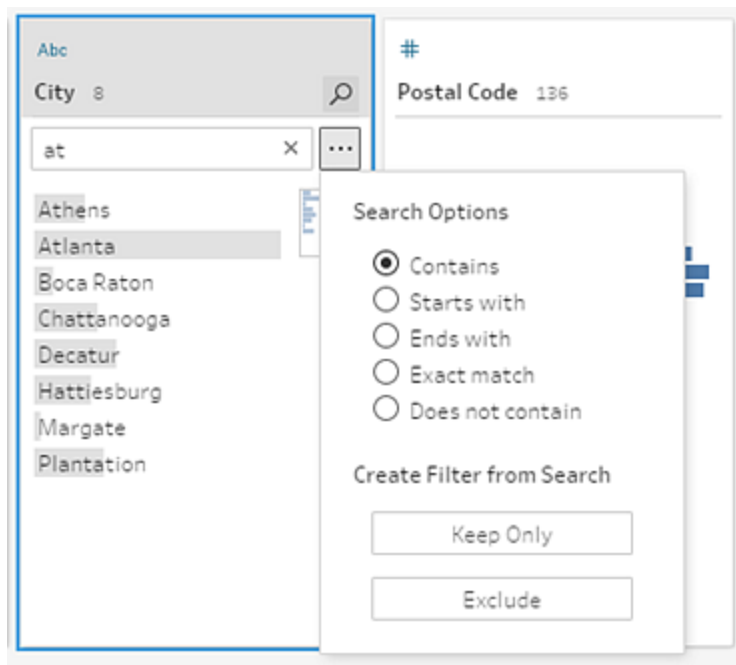 Abc
City 8
at
Athens
Atlanta
Boca Raton
Chattanooga
Decatur
Hattiesburg
Margate
Plantation
#
Postal Code 136
Search Options
Contains
Starts with
Ends with
Exact match
Does not contain
Create Filter from Search
Keep Only
Exclude